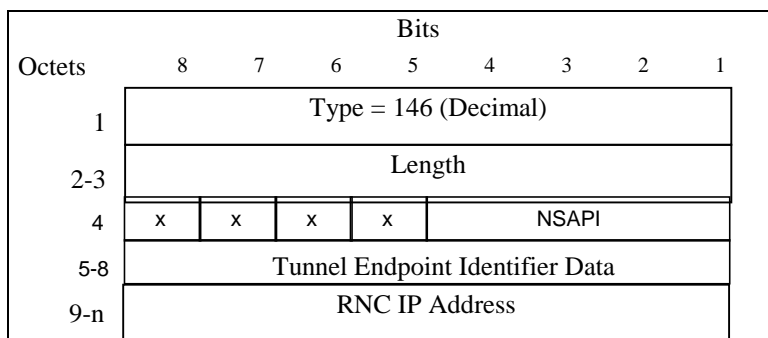 Bits
Octets 8 7 6 5 4 3 2 1
1 Type = 146 (Decimal)
2-3 Length
4 x x x x NSAPI
5-8 Tunnel Endpoint Identifier Data
9-n RNC IP Address